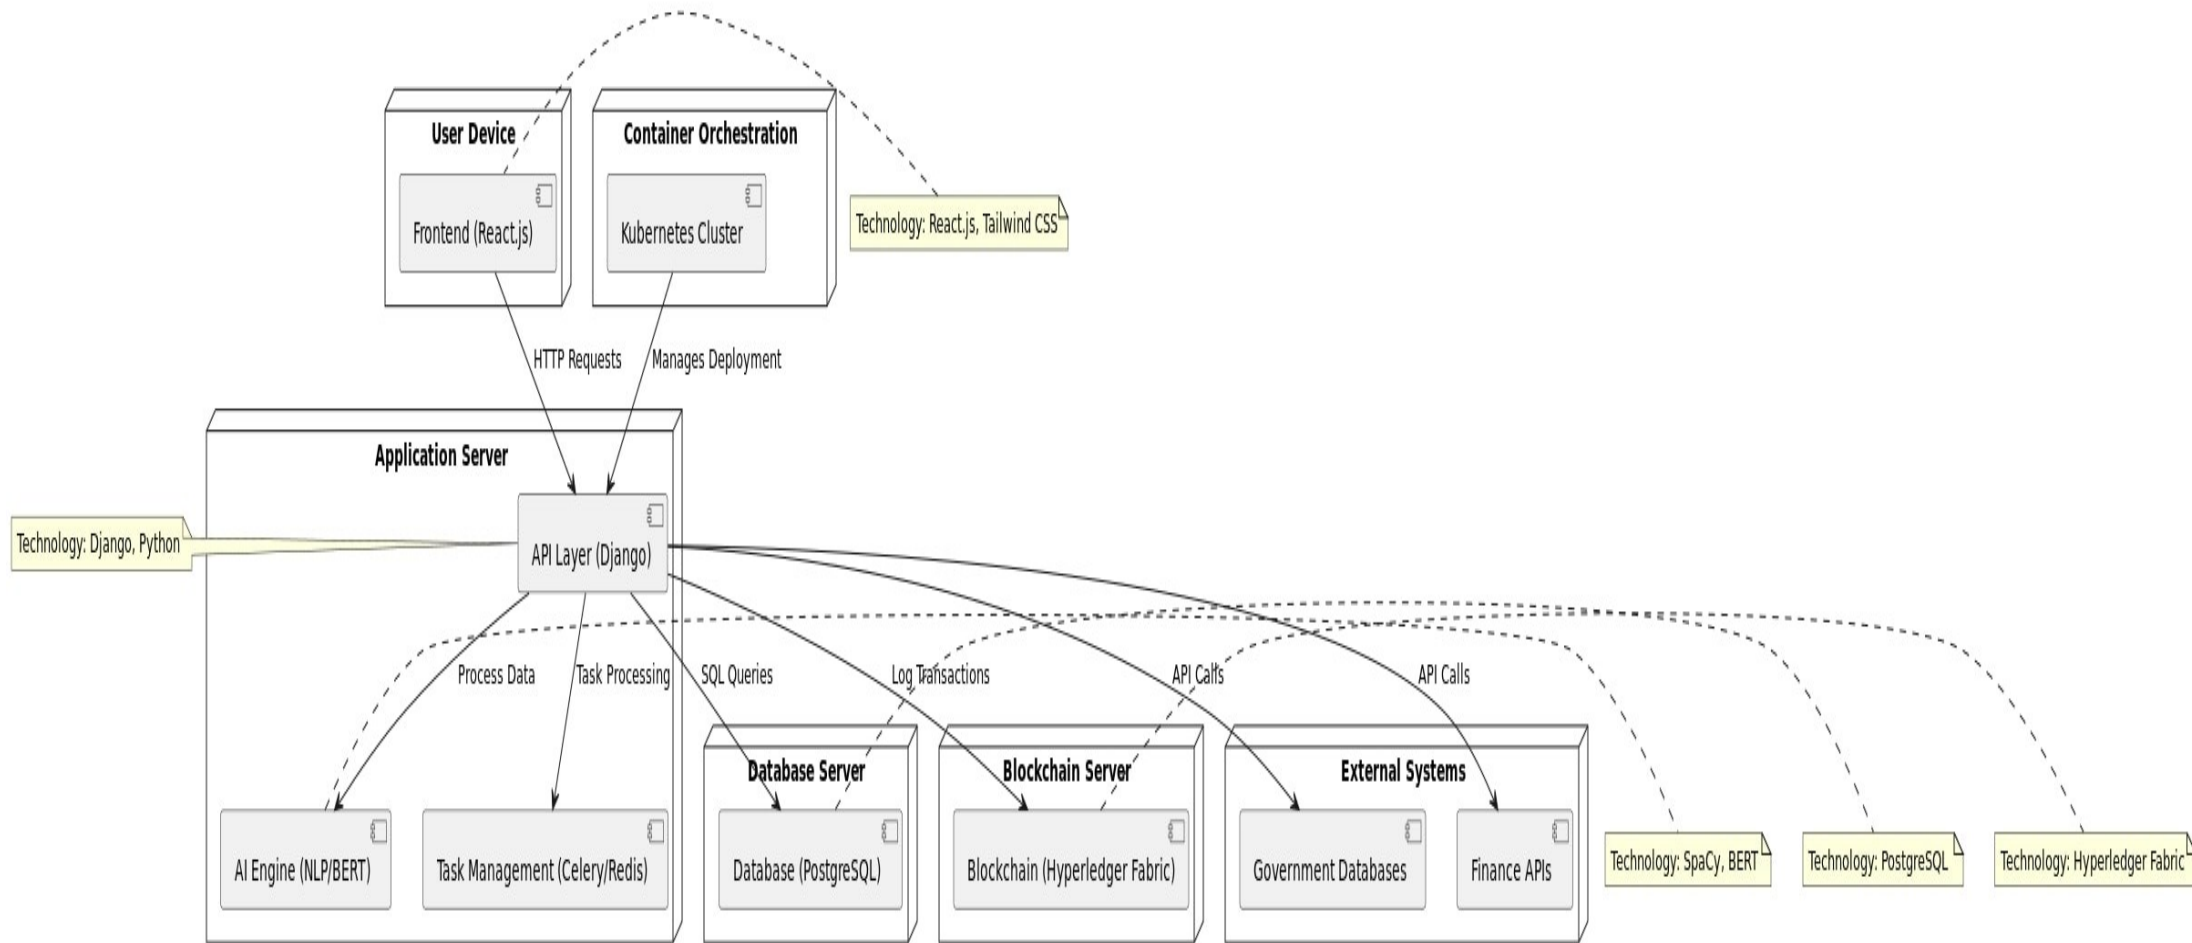 User Device
Container Orchestration
Frontend (React.js)
Kubernetes Cluster
Technology: React.js, Tailwind CSS
HTTP Requests
Manages Deployment
Application Server
Technology: Django, Python
API Layer (Django)
Process Data
Task Processing
SQL Queries
Log Transactions
API Calls
API Calls
Database Server
Blockchain Server
External Systems
AI Engine (NLP/BERT)
Task Management (Celery/Redis)
Database (PostgreSQL)
Blockchain (Hyperledger Fabric)
Government Databases
Finance APIs
Technology: SpaCy, BERT
Technology: PostgreSQL
Technology: Hyperledger Fabric